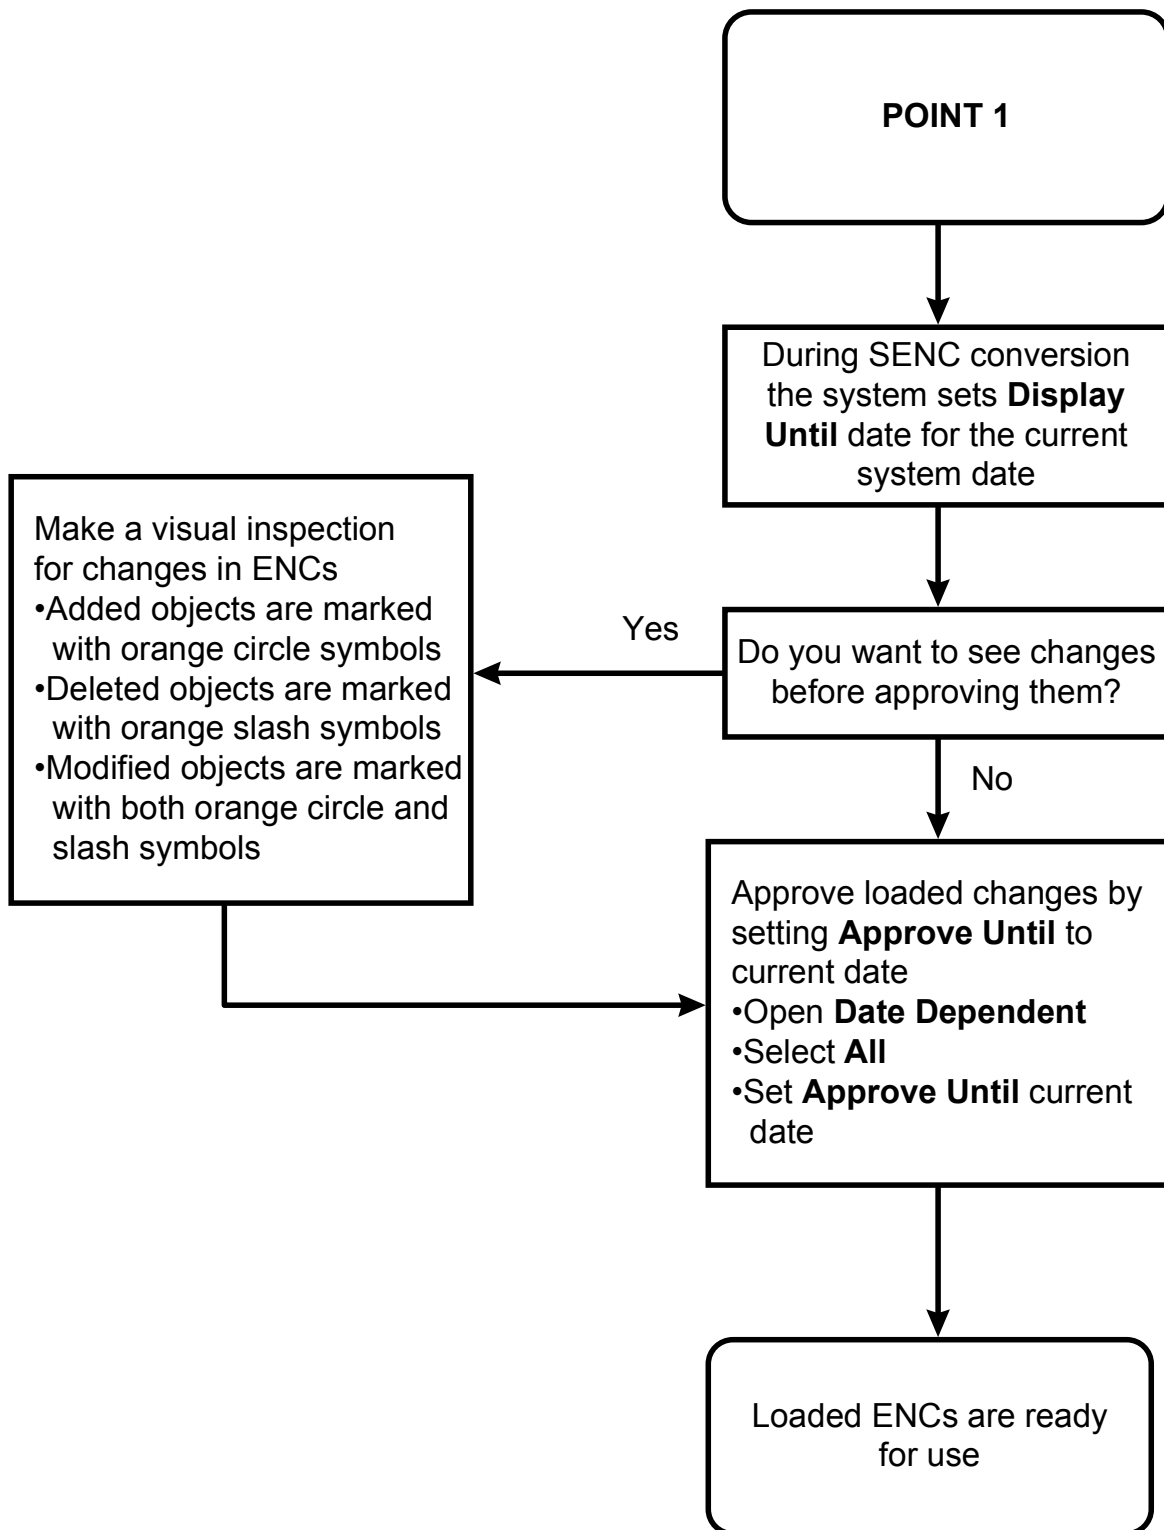 POINT 1
During SENC conversion
the system sets Display
Until date for the current
system date
Do you want to see changes
before approving them?
Yes
Make a visual inspection
for changes in ENCs
•Added objects are marked
with orange circle symbols
•Deleted objects are marked
with orange slash symbols
•Modified objects are marked
with both orange circle and
slash symbols
No
Approve loaded changes by
setting Approve Until to
current date
•Open Date Dependent
•Select All
•Set Approve Until current
date
Loaded ENCs are ready
for use